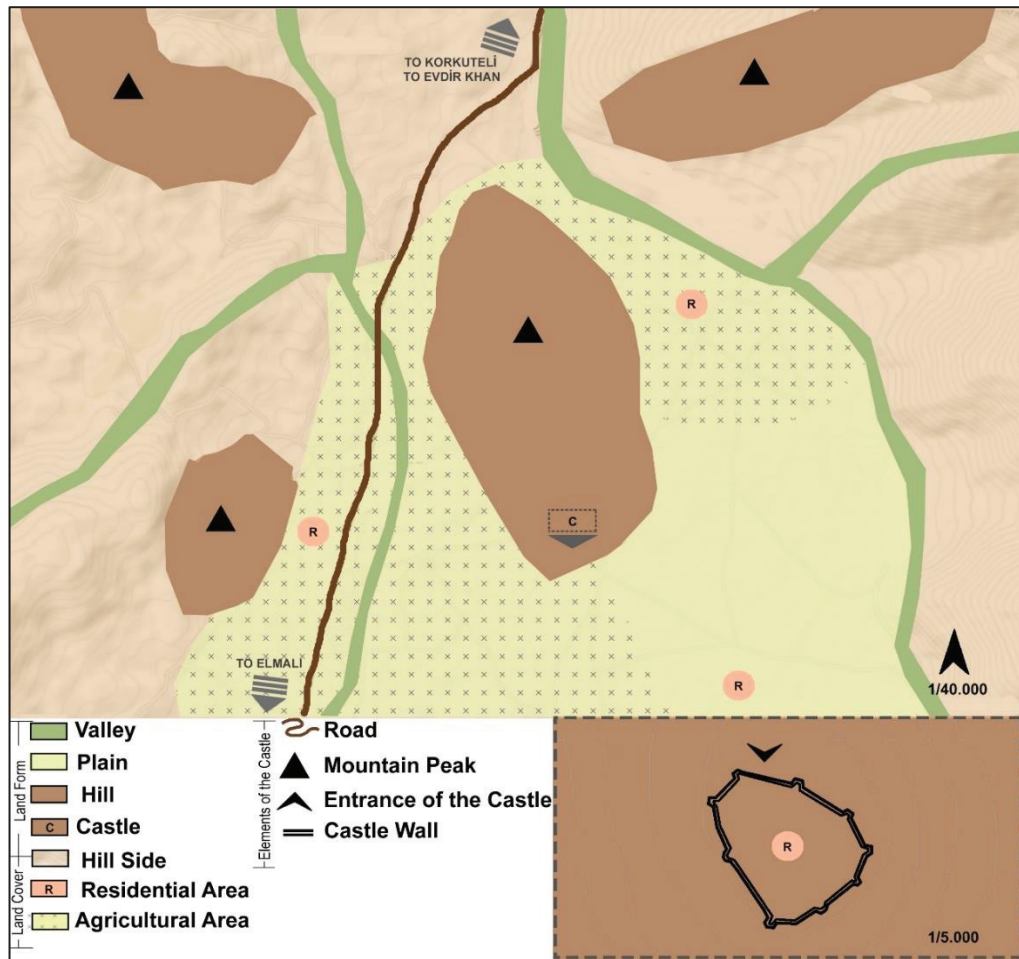 TO KORKUTELİ
TO EVDİR KHAN
R
R
C
TO ELMALI
R
1/40.000
Land Form
Valley
Plain
Hill
C
Castle
Land Cover
Hill Side
R
Residential Area
Agricultural Area
Elements of the Castle
Road
Mountain Peak
Entrance of the Castle
Castle Wall
R
1/5.000